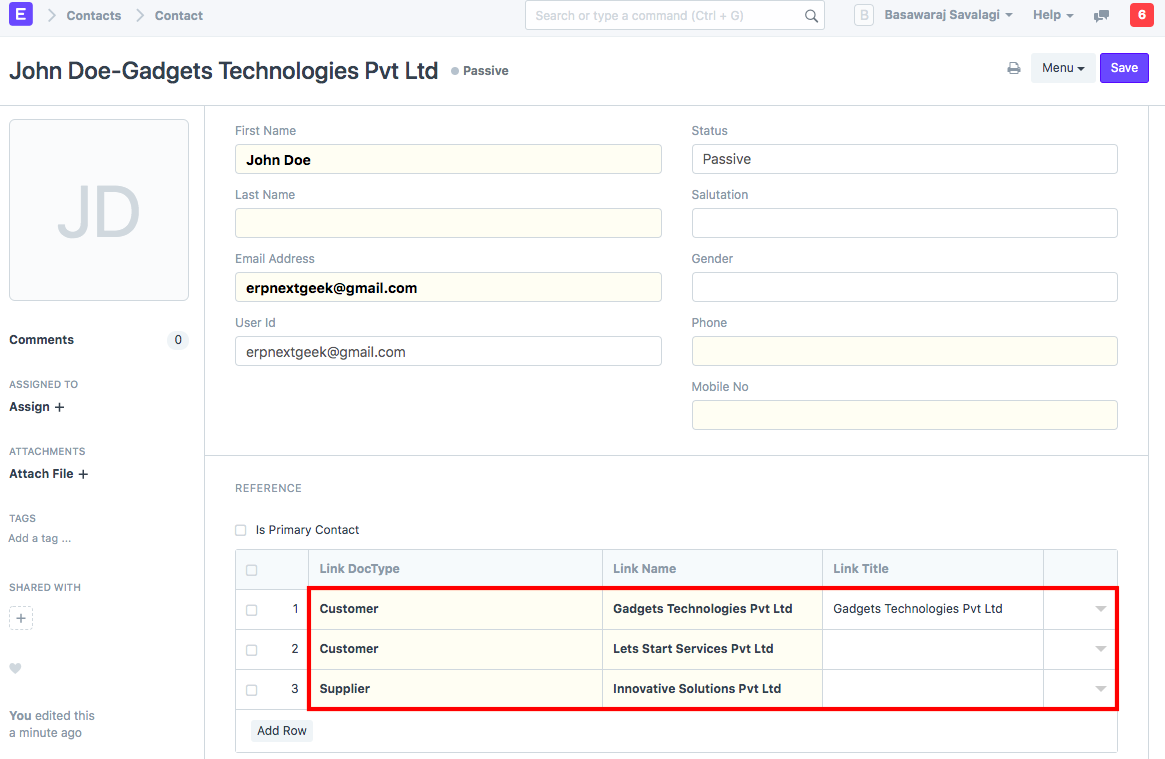 E Contacts Contact Search or type a command (Ctrl + G) B Basawaraj Savalagi Help 6
John Doe-Gadgets Technologies Pvt Ltd Passive Menu Save
JD
Comments 0
ASSIGNED TO
Assign +
ATTACHMENTS
Attach File +
TAGS
Add a tag ...
SHARED WITH
+
You edited this
a minute ago
First Name
John Doe
Last Name
Email Address
erpnextgeek@gmail.com
User Id
erpnextgeek@gmail.com
Status
Passive
Salutation
Gender
Phone
Mobile No
REFERENCE
Is Primary Contact
Link DocType Link Name Link Title
1 Customer Gadgets Technologies Pvt Ltd Gadgets Technologies Pvt Ltd
2 Customer Lets Start Services Pvt Ltd
3 Supplier Innovative Solutions Pvt Ltd
Add Row